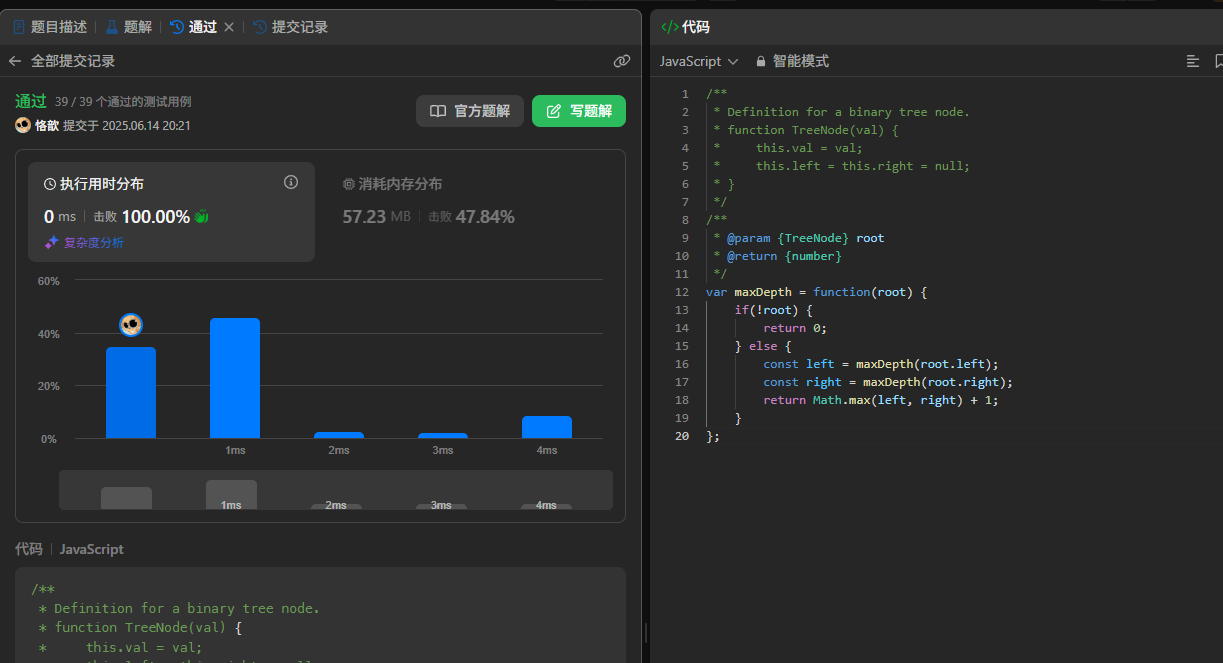 题目描述 题解 通过 提交记录
全部提交记录
通过 39 / 39 个通过的测试用例
恪歆 提交于 2025.06.14 20:21
官方题解 写题解
执行用时分布
0 ms 击败 100.00%
复杂度分析
消耗内存分布
57.23 MB 击败 47.84%
60%
40%
20%
0%
1ms 2ms 3ms 4ms
1ms 2ms 3ms 4ms
代码 JavaScript
/**
* Definition for a binary tree node.
* function TreeNode(val) {
* this.val = val;
</> 代码
JavaScript 智能模式
1 /**
2 * Definition for a binary tree node.
3 * function TreeNode(val) {
4 * this.val = val;
5 * this.left = this.right = null;
6 * }
7 */
8 /**
9 * @param {TreeNode} root
10 * @return {number}
11 */
12 var maxDepth = function(root) {
13 if(!root) {
14 return 0;
15 } else {
16 const left = maxDepth(root.left);
17 const right = maxDepth(root.right);
18 return Math.max(left, right) + 1;
19 }
20 };